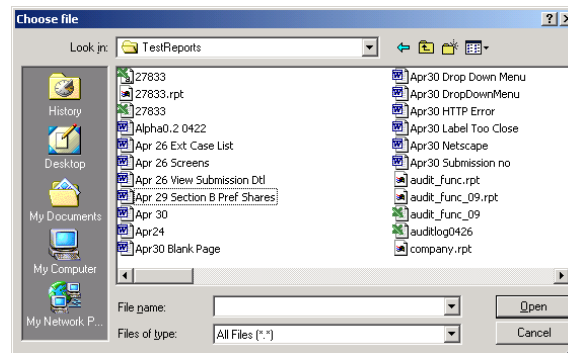 Choose file
Look in:
TestReports
History
Desktop
My Documents
My Computer
My Network P...
27833
27833.rpt
27833
Alpha0.2 0422
Apr 26 Ext Case List
Apr 26 Screens
Apr 26 View Submission Dtl
Apr 29 Section B Pref Shares
Apr 30
Apr24
Apr30 Blank Page
Apr30 Drop Down Menu
Apr30 DropDownMenu
Apr30 HTTP Error
Apr30 Label Too Close
Apr30 Netscape
Apr30 Submission no
audit_func.rpt
audit_func_09.rpt
audit_func_09
auditlog0426
company.rpt
File name:
Open
Files of type:
All Files (*.*)
Cancel